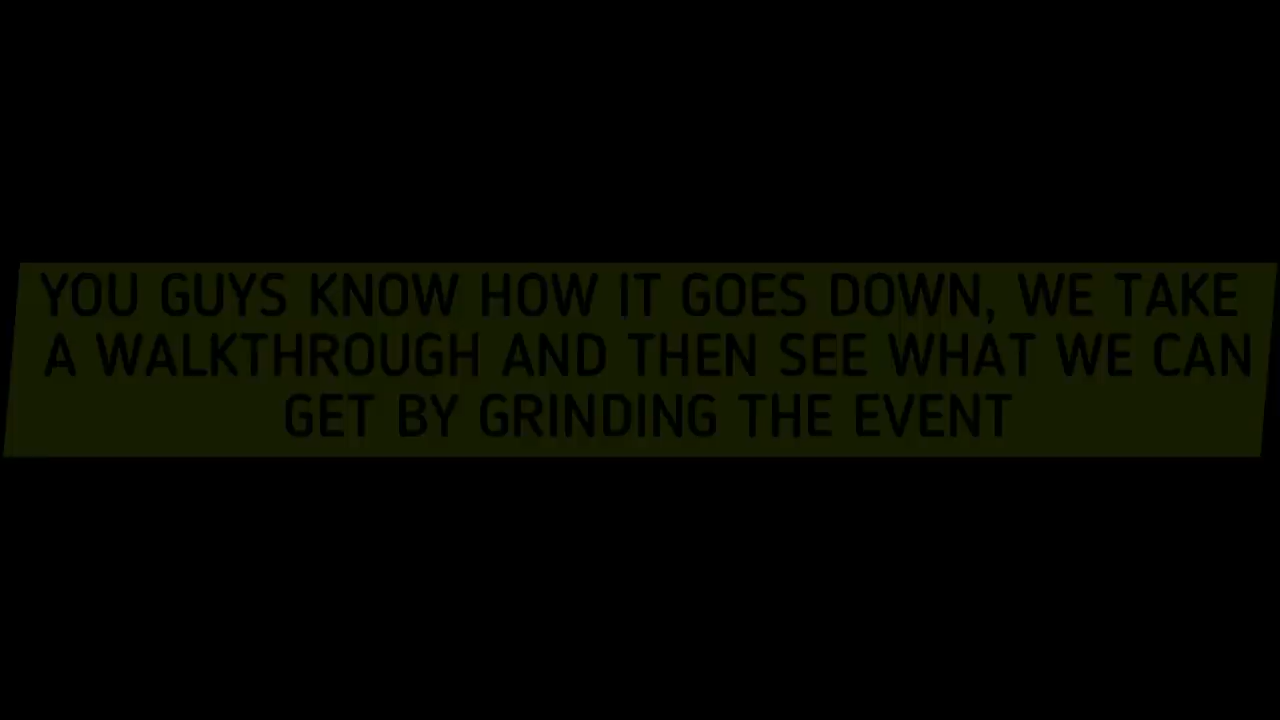 YOU GUYS KNOW HOW IT GOES DOWN, WE TAKE
A WALKTHROUGH AND THEN SEE WHAT WE CAN
GET BY GRINDING THE EVENT